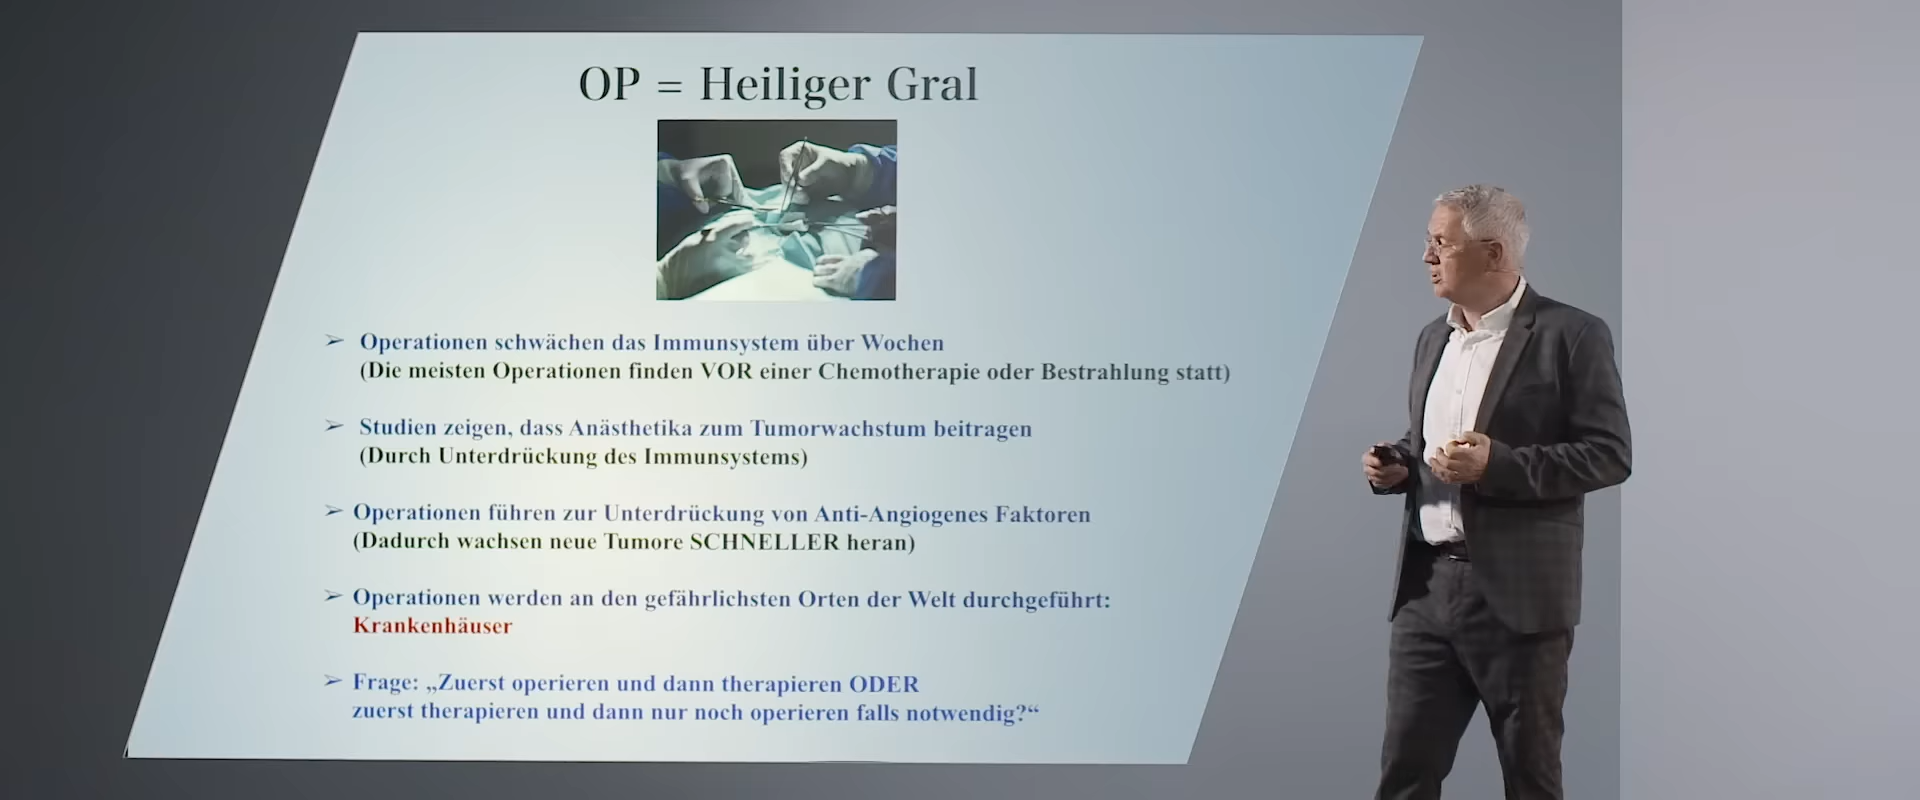 OP = Heiliger Gral
➢ Operationen schwächen das Immunsystem über Wochen
(Die meisten Operationen finden VOR einer Chemotherapie oder Bestrahlung statt)
➢ Studien zeigen, dass Anästhetika zum Tumorwachstum beitragen
(Durch Unterdrückung des Immunsystems)
➢ Operationen führen zur Unterdrückung von Anti-Angiogenes Faktoren
(Dadurch wachsen neue Tumore SCHNELLER heran)
➢ Operationen werden an den gefährlichsten Orten der Welt durchgeführt:
Krankenhäuser
➢ Frage: „Zuerst operieren und dann therapieren ODER
zuerst therapieren und dann nur noch operieren falls notwendig?“